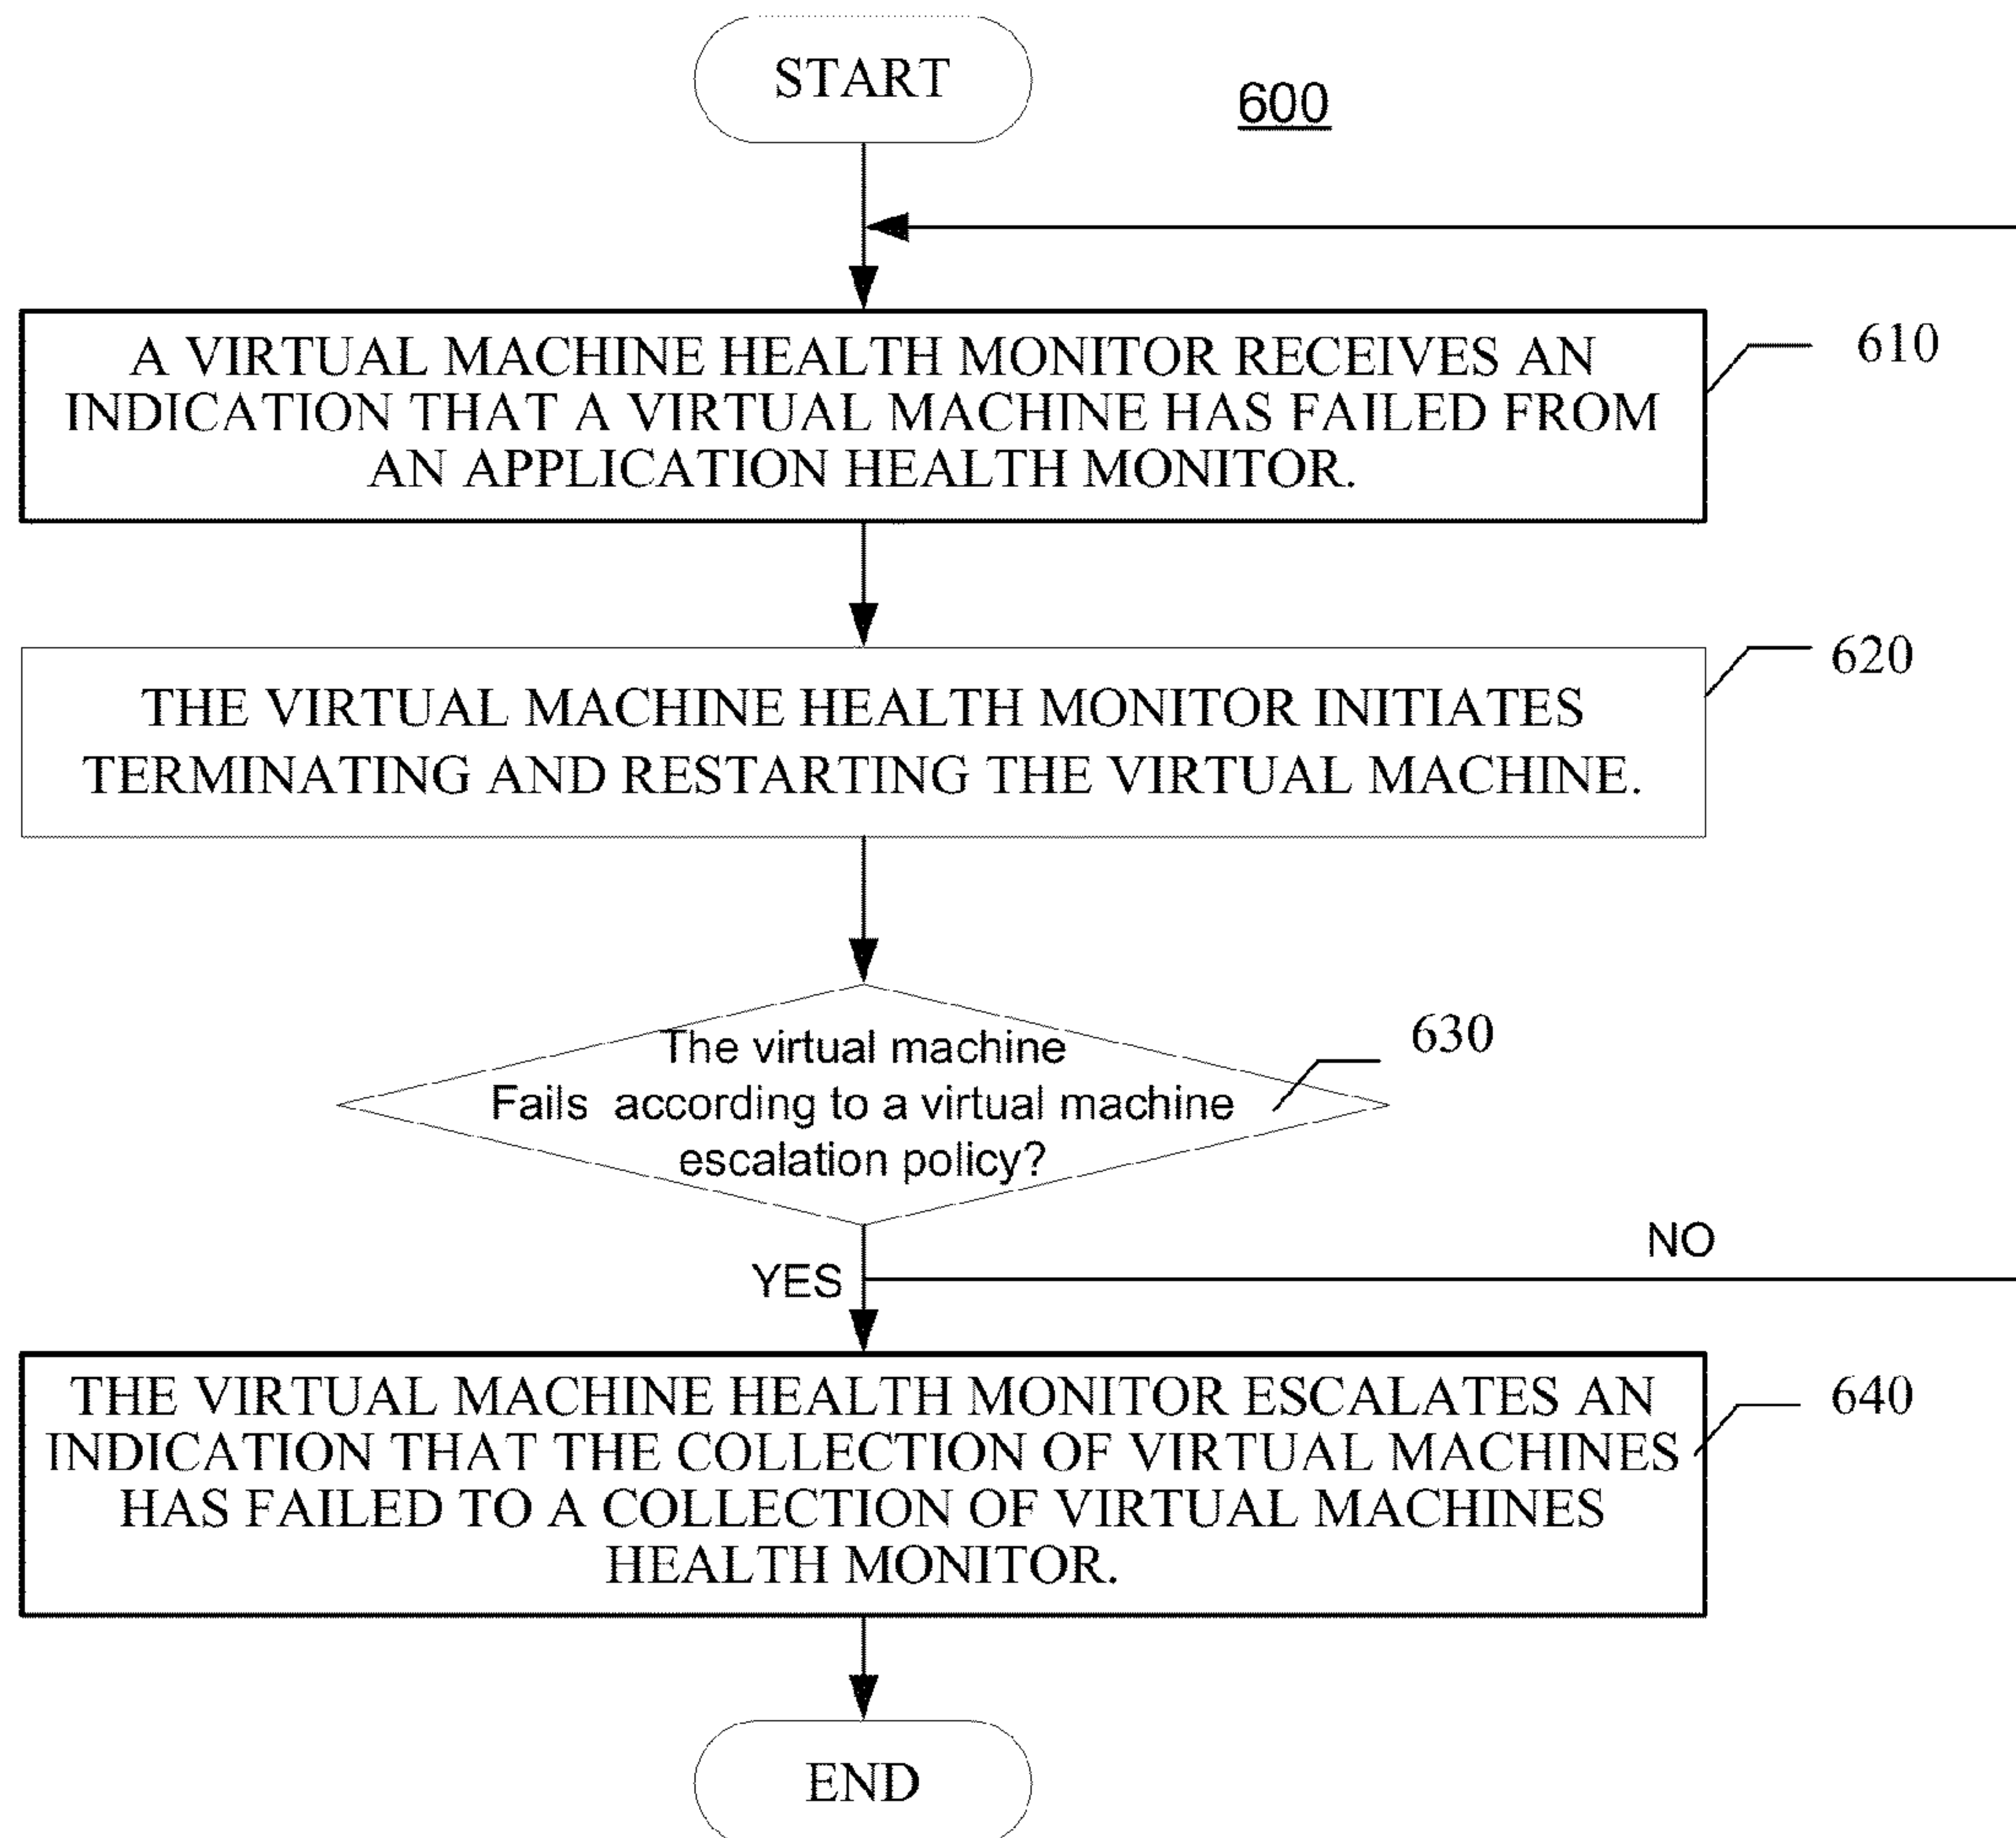 START
600
A VIRTUAL MACHINE HEALTH MONITOR RECEIVES AN
INDICATION THAT A VIRTUAL MACHINE HAS FAILED FROM
AN APPLICATION HEALTH MONITOR.
610
THE VIRTUAL MACHINE HEALTH MONITOR INITIATES
TERMINATING AND RESTARTING THE VIRTUAL MACHINE.
620
The virtual machine
Fails according to a virtual machine
escalation policy?
630
NO
YES
THE VIRTUAL MACHINE HEALTH MONITOR ESCALATES AN
INDICATION THAT THE COLLECTION OF VIRTUAL MACHINES
HAS FAILED TO A COLLECTION OF VIRTUAL MACHINES
HEALTH MONITOR.
640
END